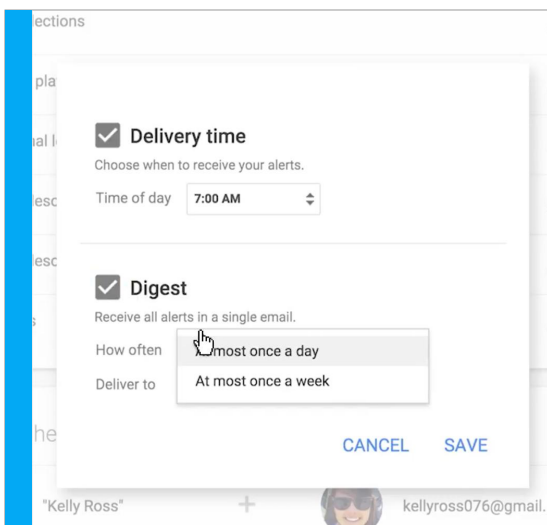 lections
pla
Delivery time
nal l
Choose when to receive your alerts.
Time of day 7:00 AM
esc
esc
Digest
s
Receive all alerts in a single email.
How often
most once a day
Deliver to
At most once a week
he
CANCEL SAVE
"Kelly Ross" + kellyross076@gmail.